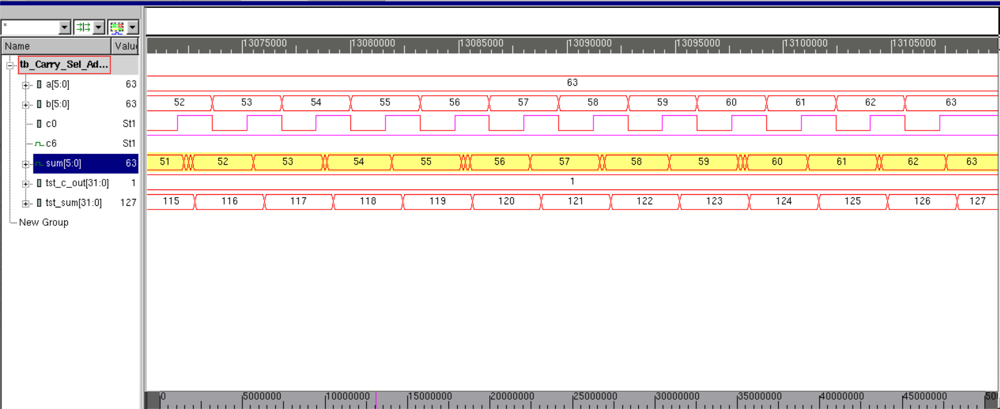 *
Name Valu
13075000 13080000 13085000 13090000 13095000 13100000 13105000
tb_Carry_Sel_Ad...
a[5:0] 63 63
b[5:0] 63 52 53 54 55 56 57 58 59 60 61 62 63
c0 St1
c6 St1
sum[5:0] 63 51 52 53 54 55 56 57 58 59 60 61 62 63
tst_c_out[31:0] 1 1
tst_sum[31:0] 127 115 116 117 118 119 120 121 122 123 124 125 126 127
New Group
0 5000000 10000000 15000000 20000000 25000000 30000000 35000000 40000000 45000000 50